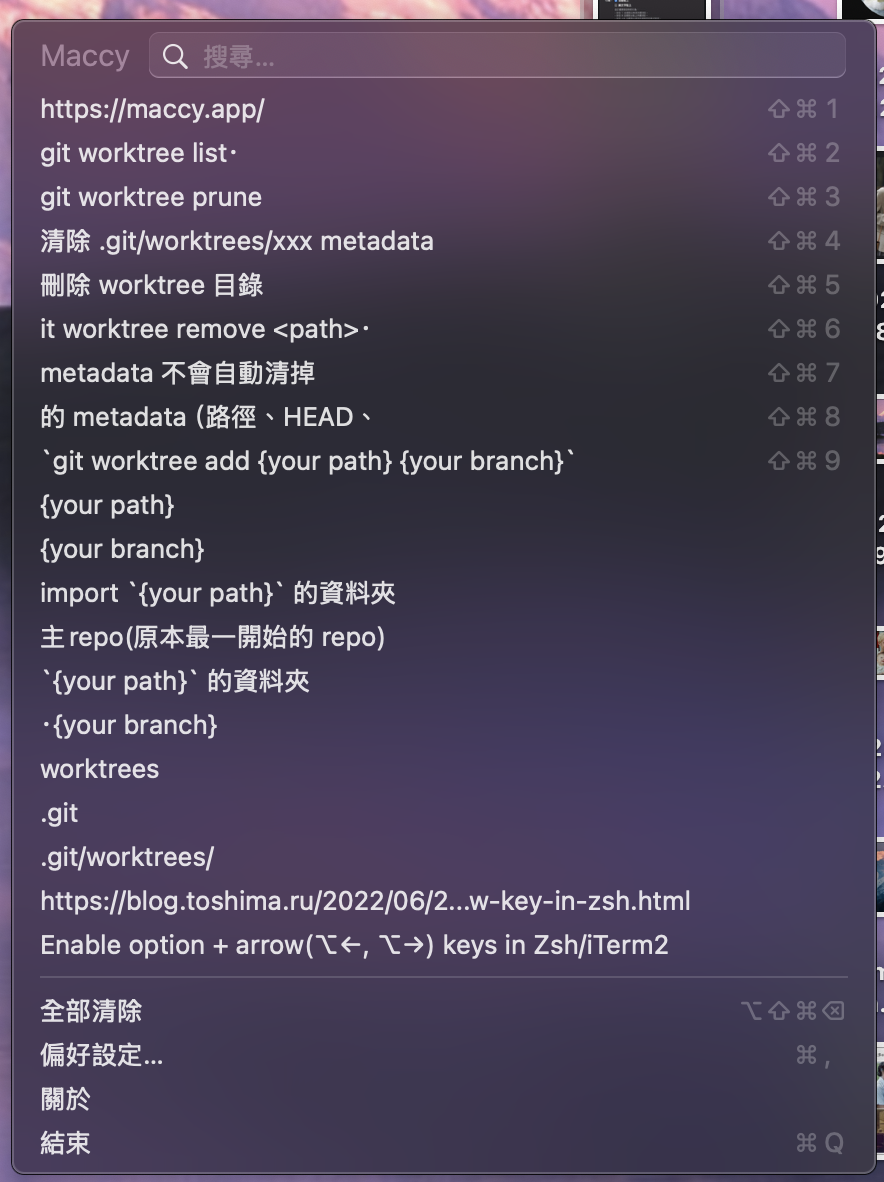 Maccy 搜尋...
https://maccy.app/ ⇧⌘1
git worktree list· ⇧⌘2
git worktree prune ⇧⌘3
清除 .git/worktrees/xxx metadata ⇧⌘4
刪除 worktree 目錄 ⇧⌘5
it worktree remove <path>· ⇧⌘6
metadata 不會自動清掉 ⇧⌘7
的 metadata (路徑、HEAD、 ⇧⌘8
`git worktree add {your path} {your branch}` ⇧⌘9
{your path}
{your branch}
import `{your path}` 的資料夾
主 repo(原本最一開始的 repo)
`{your path}` 的資料夾
·{your branch}
worktrees
.git
.git/worktrees/
https://blog.toshima.ru/2022/06/2...w-key-in-zsh.html
Enable option + arrow(⌥←, ⌥→) keys in Zsh/iTerm2
全部清除 ⌥⇧⌘⌫
偏好設定... ⌘,
關於
結束 ⌘Q